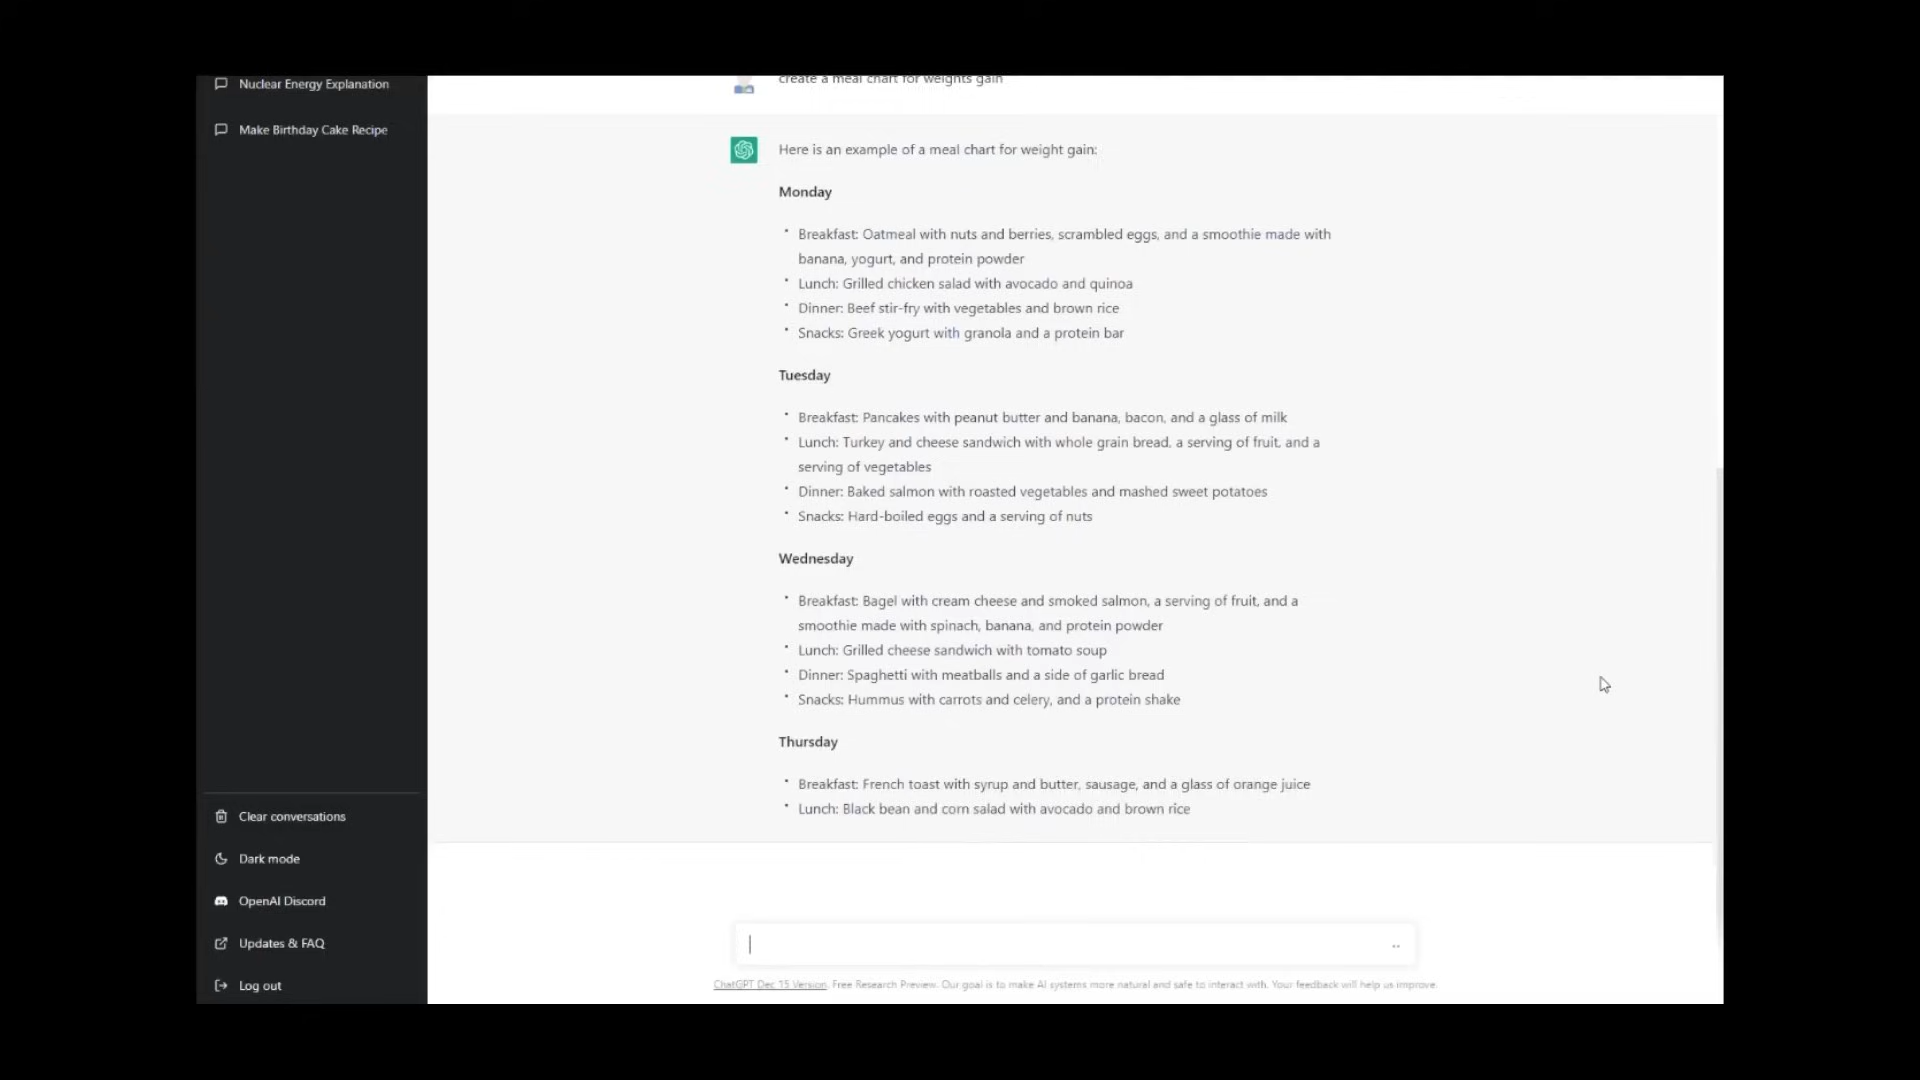 Nuclear Energy Explanation
Make Birthday Cake Recipe
Clear conversations
Dark mode
OpenAI Discord
Updates & FAQ
Log out
create a meal chart for weights gain
Here is an example of a meal chart for weight gain:
Monday
Breakfast: Oatmeal with nuts and berries, scrambled eggs, and a smoothie made with
banana, yogurt, and protein powder
Lunch: Grilled chicken salad with avocado and quinoa
Dinner: Beef stir-fry with vegetables and brown rice
Snacks: Greek yogurt with granola and a protein bar
Tuesday
Breakfast: Pancakes with peanut butter and banana, bacon, and a glass of milk
Lunch: Turkey and cheese sandwich with whole grain bread, a serving of fruit, and a
serving of vegetables
Dinner: Baked salmon with roasted vegetables and mashed sweet potatoes
Snacks: Hard-boiled eggs and a serving of nuts
Wednesday
Breakfast: Bagel with cream cheese and smoked salmon, a serving of fruit, and a
smoothie made with spinach, banana, and protein powder
Lunch: Grilled cheese sandwich with tomato soup
Dinner: Spaghetti with meatballs and a side of garlic bread
Snacks: Hummus with carrots and celery, and a protein shake
Thursday
Breakfast: French toast with syrup and butter, sausage, and a glass of orange juice
Lunch: Black bean and corn salad with avocado and brown rice
ChatGPT Dec 15 Version. Free Research Preview. Our goal is to make AI systems more natural and safe to interact with. Your feedback will help us improve.